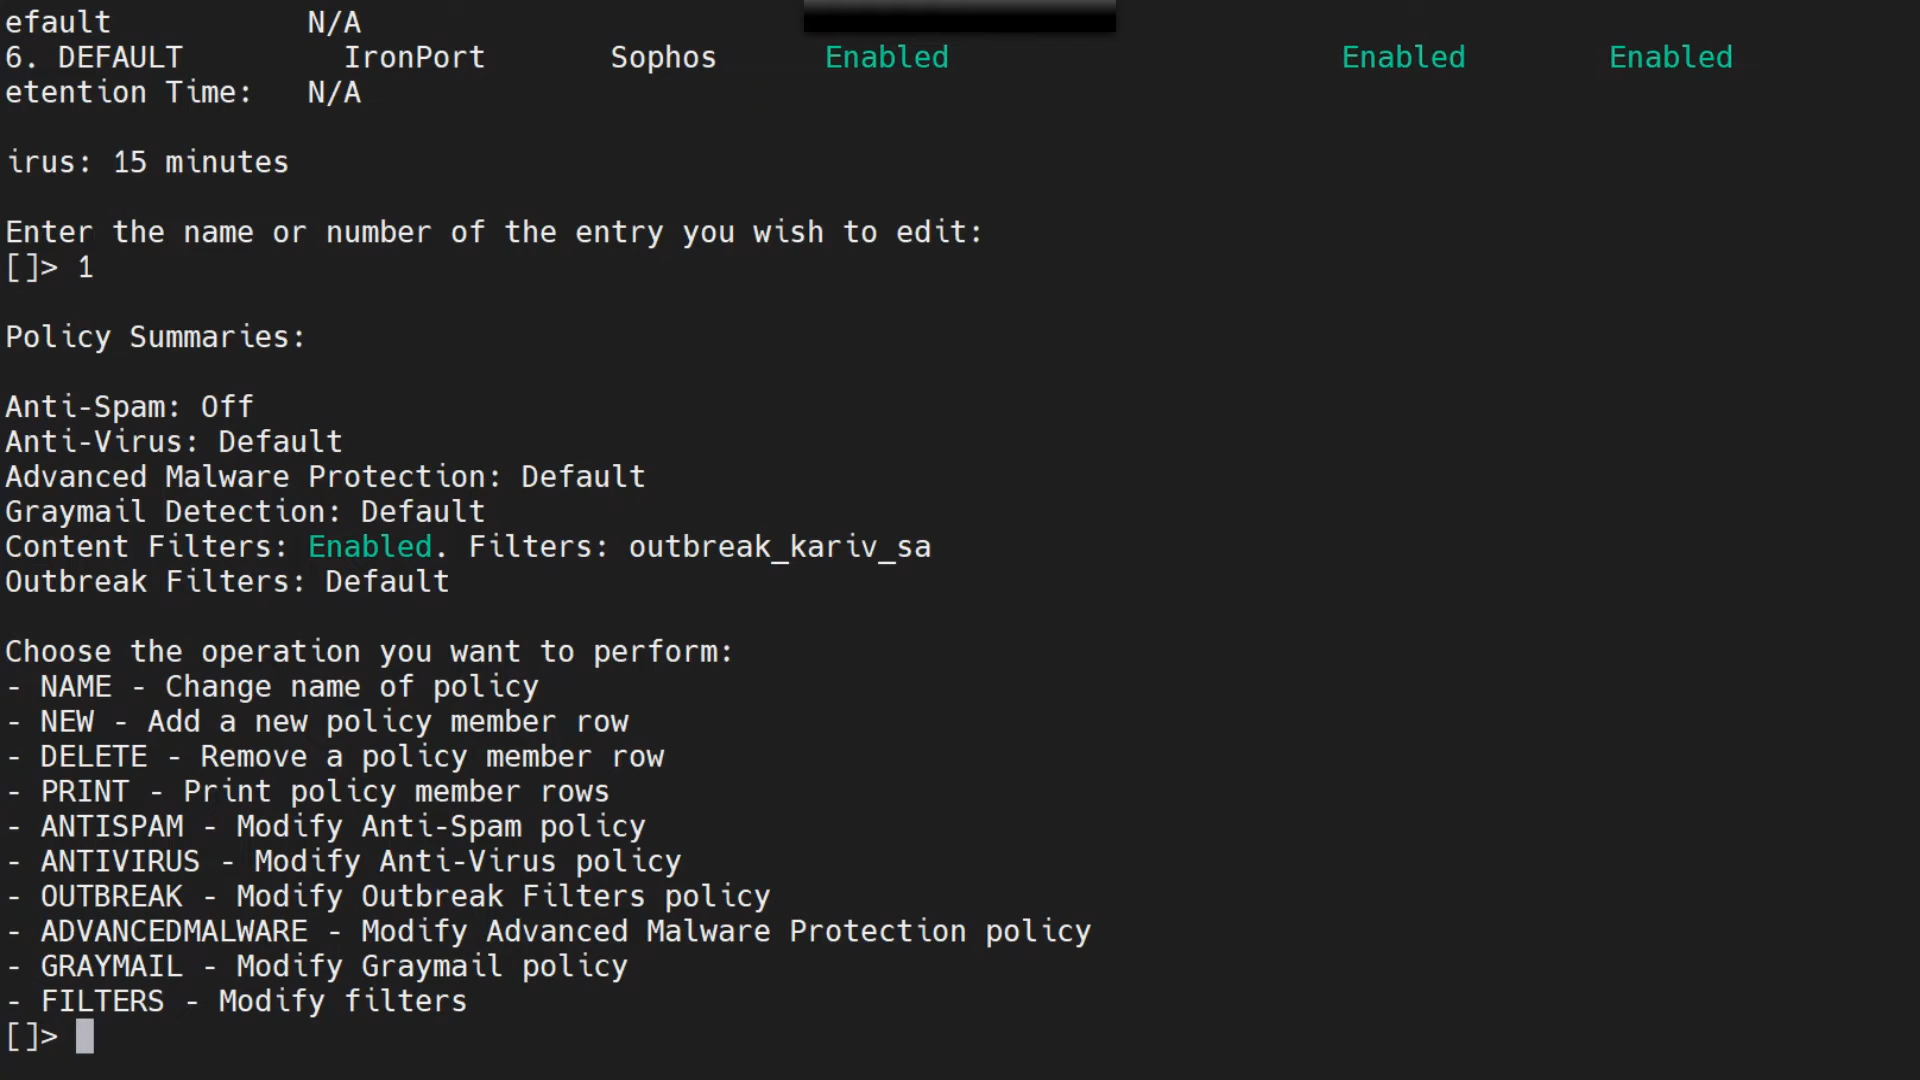 efault N/A
6. DEFAULT IronPort Sophos Enabled Enabled Enabled
etention Time: N/A
irus: 15 minutes
Enter the name or number of the entry you wish to edit:
[]> 1
Policy Summaries:
Anti-Spam: Off
Anti-Virus: Default
Advanced Malware Protection: Default
Graymail Detection: Default
Content Filters: Enabled. Filters: outbreak_kariv_sa
Outbreak Filters: Default
Choose the operation you want to perform:
- NAME - Change name of policy
- NEW - Add a new policy member row
- DELETE - Remove a policy member row
- PRINT - Print policy member rows
- ANTISPAM - Modify Anti-Spam policy
- ANTIVIRUS - Modify Anti-Virus policy
- OUTBREAK - Modify Outbreak Filters policy
- ADVANCEDMALWARE - Modify Advanced Malware Protection policy
- GRAYMAIL - Modify Graymail policy
- FILTERS - Modify filters
[]>